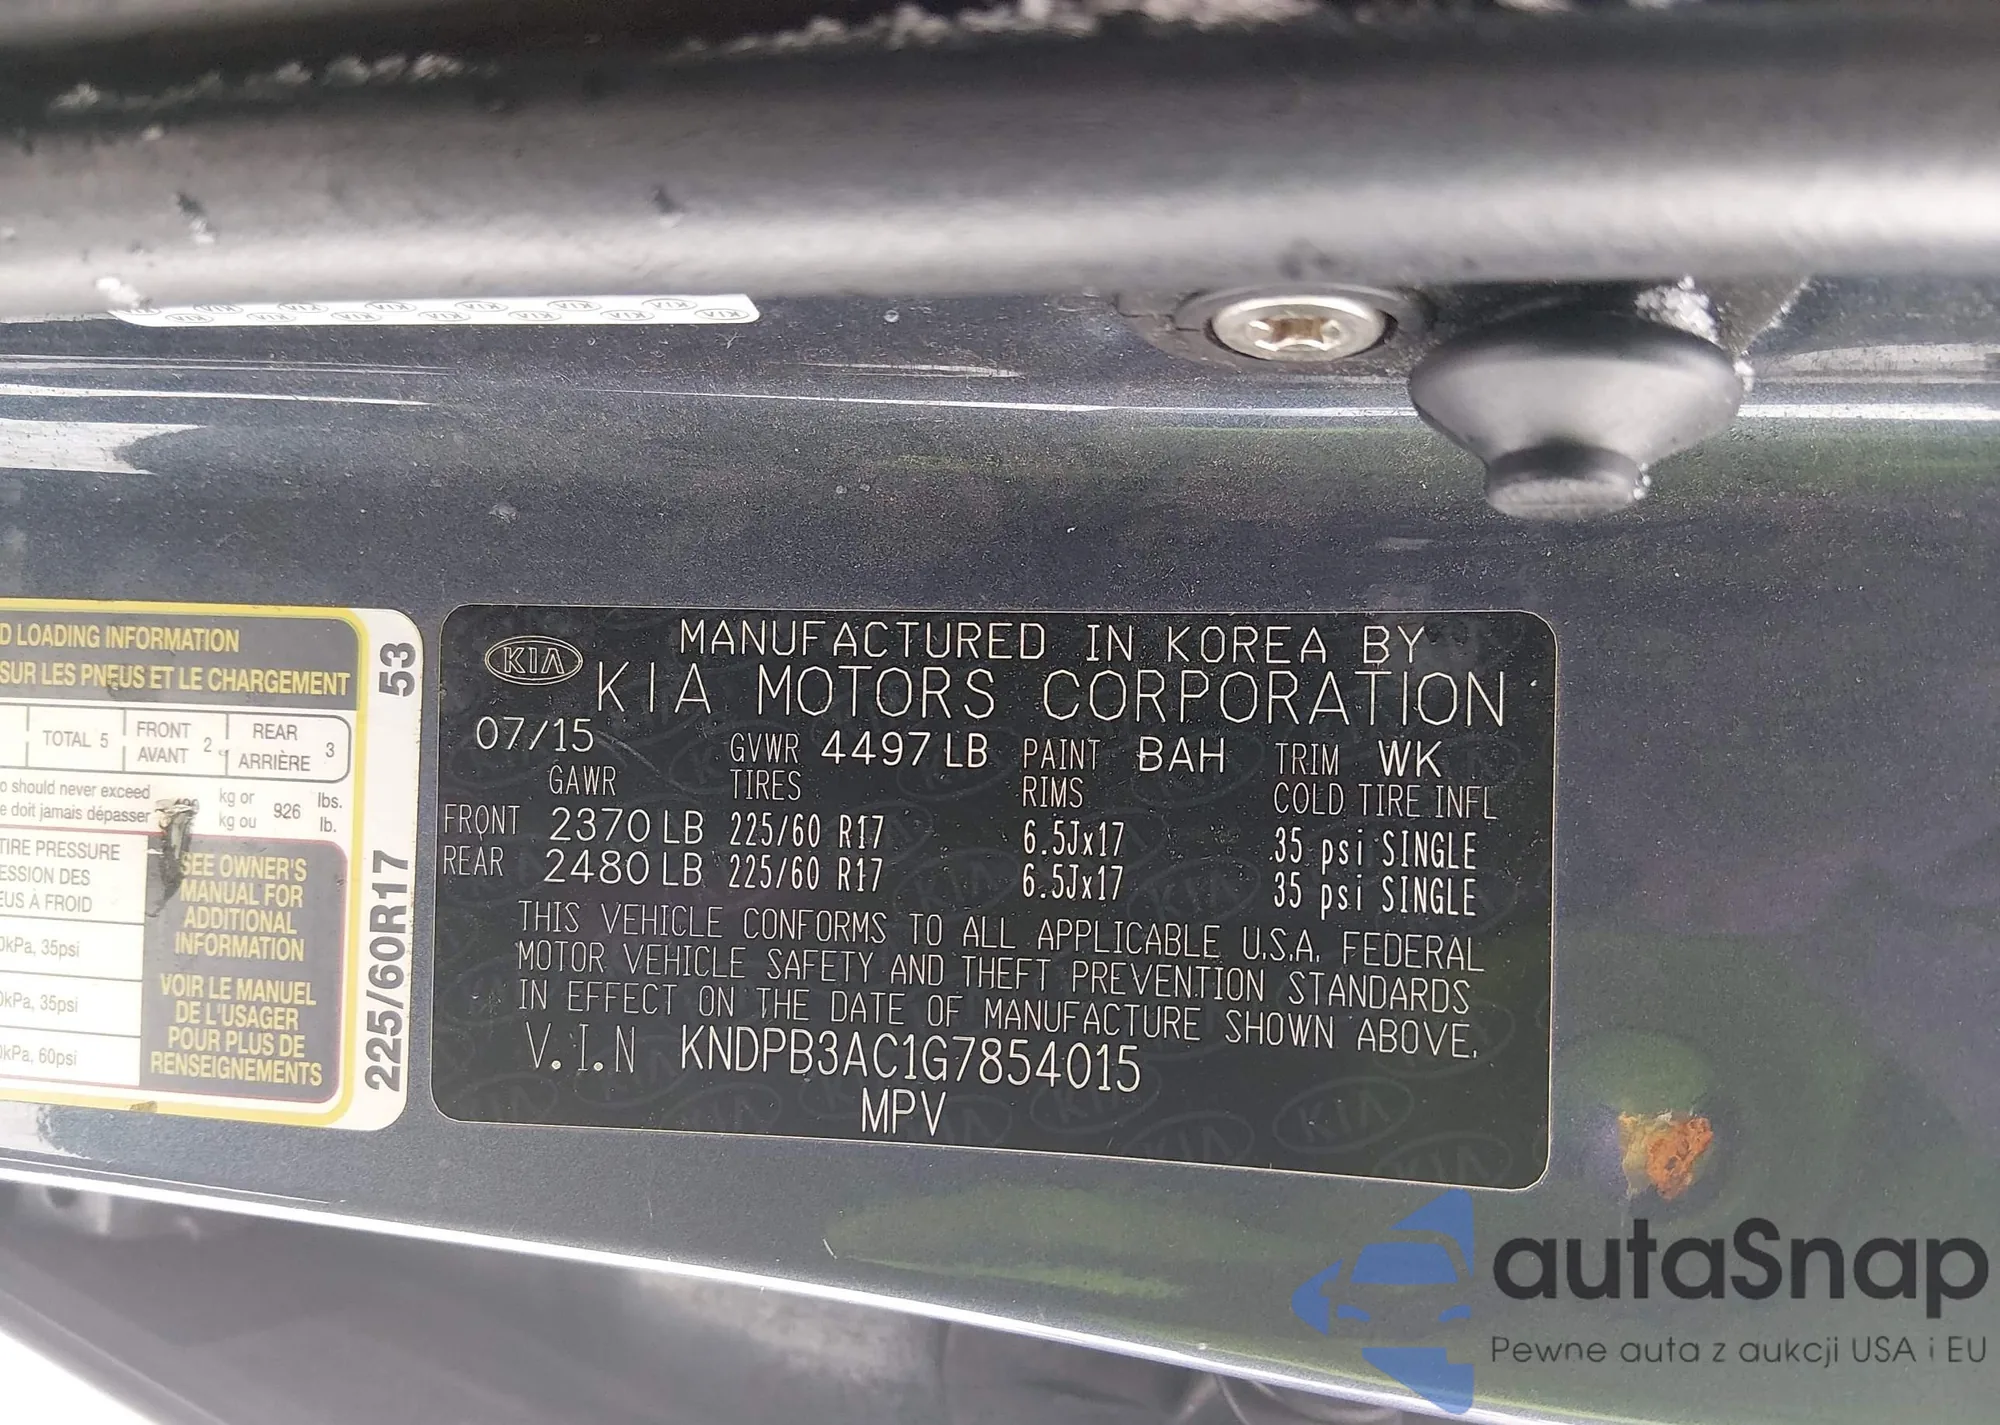 D LOADING INFORMATION
SUR LES PNEUS ET LE CHARGEMENT
TOTAL 5
FRONT
AVANT
2
REAR
ARRIÈRE
3
o should never exceed
e doit jamais dépasser
kg or
kg ou
926
lbs.
lb.
TIRE PRESSURE
ESSION DES
EUS À FROID
0kPa, 35psi
0kPa, 35psi
0kPa, 60psi
SEE OWNER'S
MANUAL FOR
ADDITIONAL
INFORMATION
VOIR LE MANUEL
DE L'USAGER
POUR PLUS DE
RENSEIGNEMENTS
225/60R17
53
KIA
MANUFACTURED IN KOREA BY
KIA MOTORS CORPORATION
07/15 GVWR 4497 LB PAINT BAH TRIM WK
GAWR TIRES RIMS COLD TIRE INFL
FRONT 2370 LB 225/60 R17 6.5Jx17 35 psi SINGLE
REAR 2480 LB 225/60 R17 6.5Jx17 35 psi SINGLE
THIS VEHICLE CONFORMS TO ALL APPLICABLE U.S.A. FEDERAL
MOTOR VEHICLE SAFETY AND THEFT PREVENTION STANDARDS
IN EFFECT ON THE DATE OF MANUFACTURE SHOWN ABOVE.
V.I.N KNDPB3AC1G7854015
MPV
autaSnap
Pewne auta z aukcji USA i EU